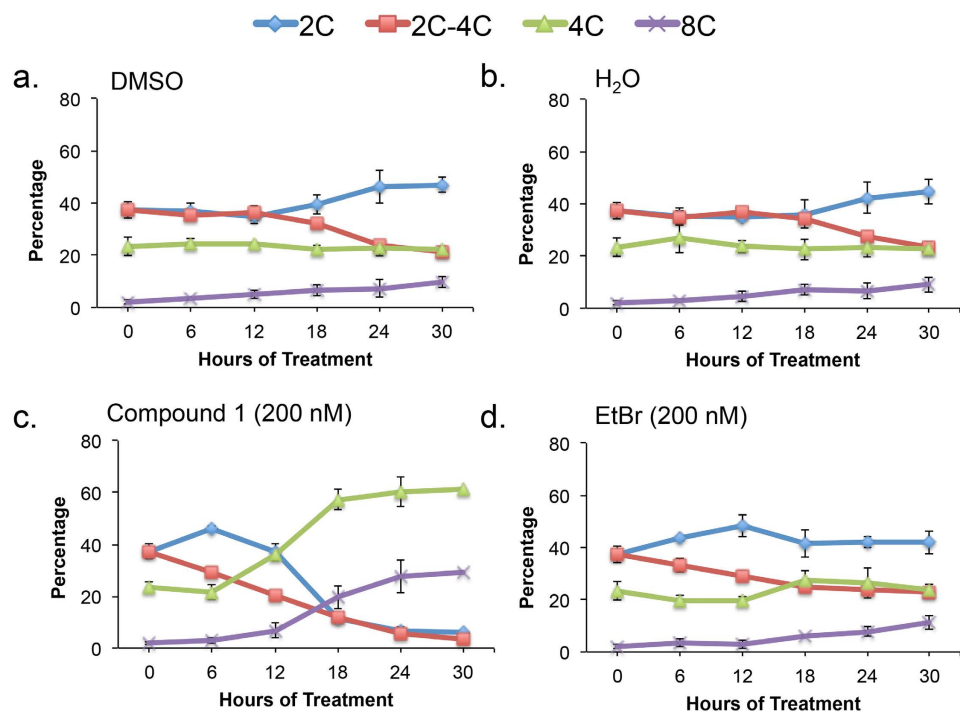 2C 2C-4C 4C 8C
a. DMSO
80
60
40
20
0
Percentage
0 6 12 18 24 30
Hours of Treatment
b. H₂O
80
60
40
20
0
Percentage
0 6 12 18 24 30
Hours of Treatment
c. Compound 1 (200 nM)
80
60
40
20
0
Percentage
0 6 12 18 24 30
Hours of Treatment
d. EtBr (200 nM)
80
60
40
20
0
Percentage
0 6 12 18 24 30
Hours of Treatment